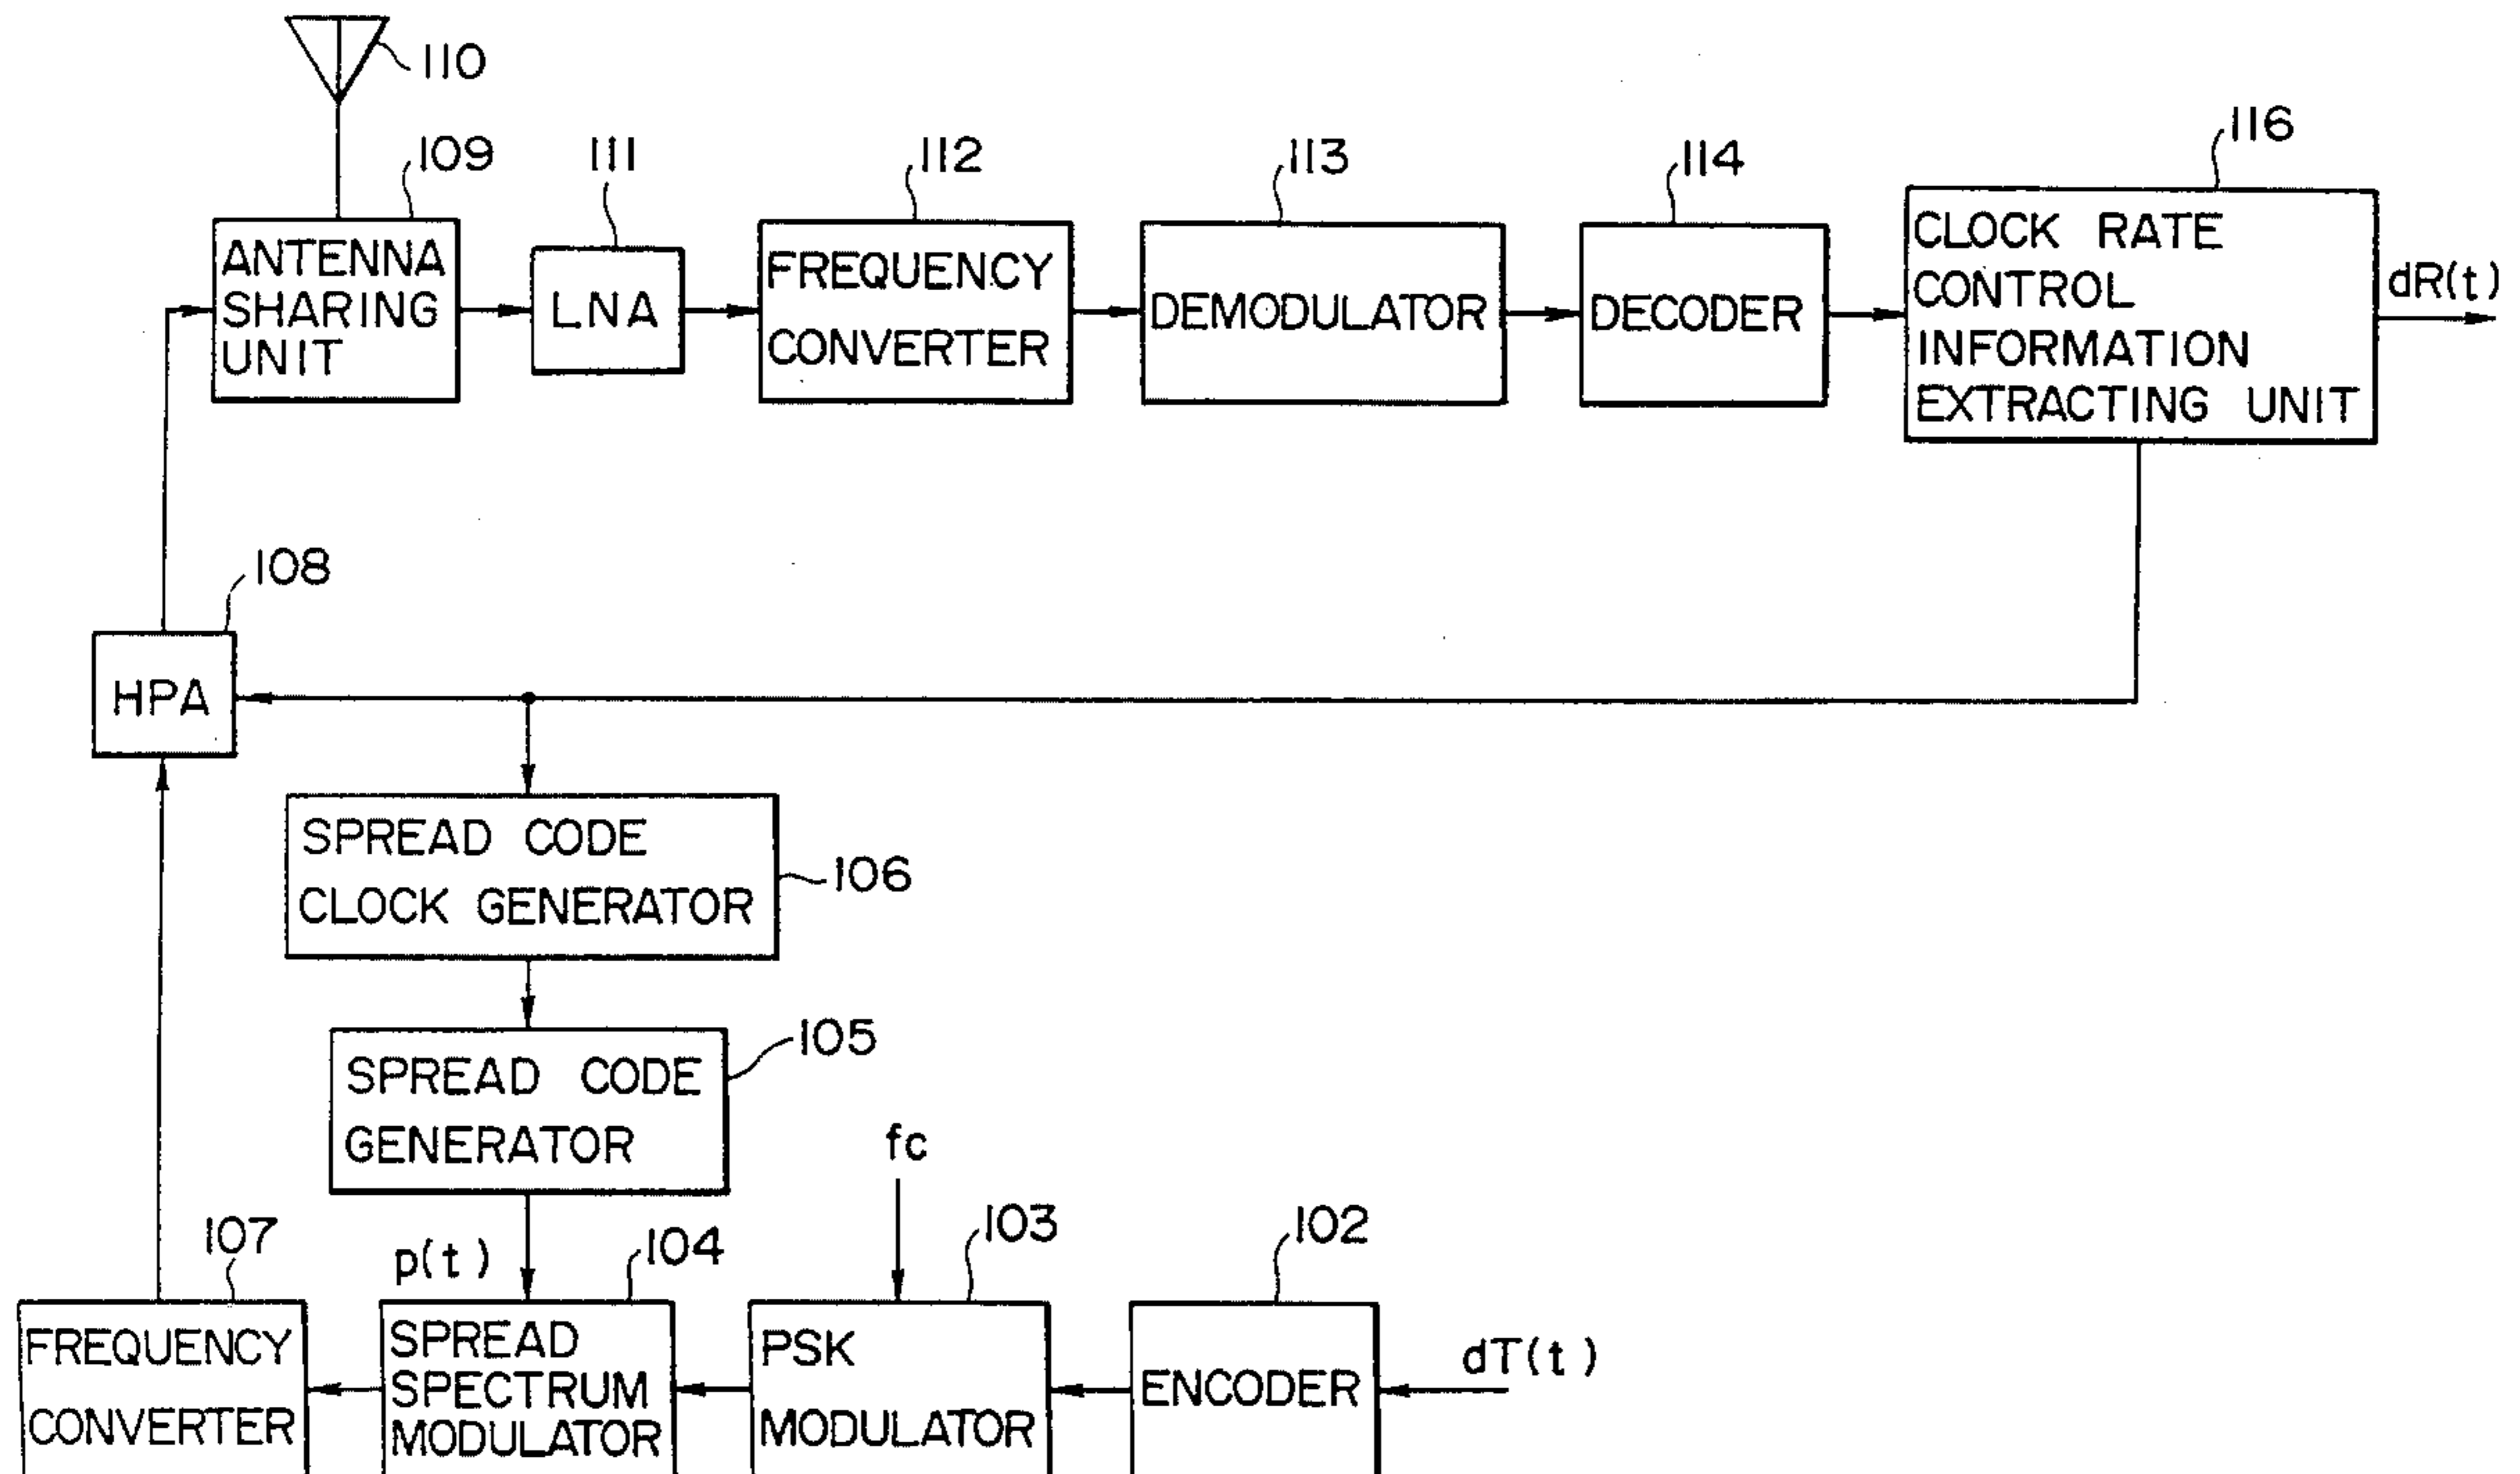 110
109
111
112
113
114
116
ANTENNA
SHARING
UNIT
LNA
FREQUENCY
CONVERTER
DEMODULATOR
DECODER
CLOCK RATE
CONTROL
INFORMATION
EXTRACTING UNIT
dR(t)
108
HPA
SPREAD CODE
CLOCK GENERATOR
106
SPREAD CODE
GENERATOR
105
fc
107
p(t)
104
103
102
FREQUENCY
CONVERTER
SPREAD
SPECTRUM
MODULATOR
PSK
MODULATOR
ENCODER
dT(t)